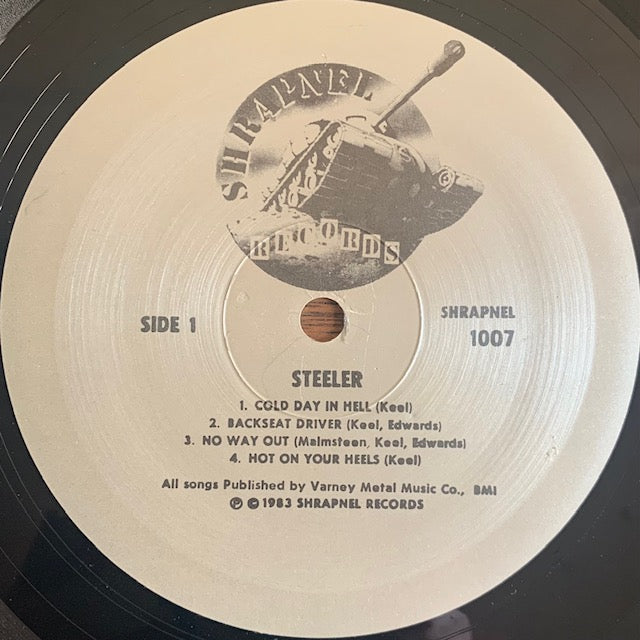 SHRAPNEL
RECORDS
SIDE 1
SHRAPNEL
1007
STEELER
1. COLD DAY IN HELL (Keel)
2. BACKSEAT DRIVER (Keel, Edwards)
3. NO WAY OUT (Malmsteen, Keel, Edwards)
4. HOT ON YOUR HEELS (Keel)
All songs Published by Varney Metal Music Co., BMI
℗ © 1983 SHRAPNEL RECORDS